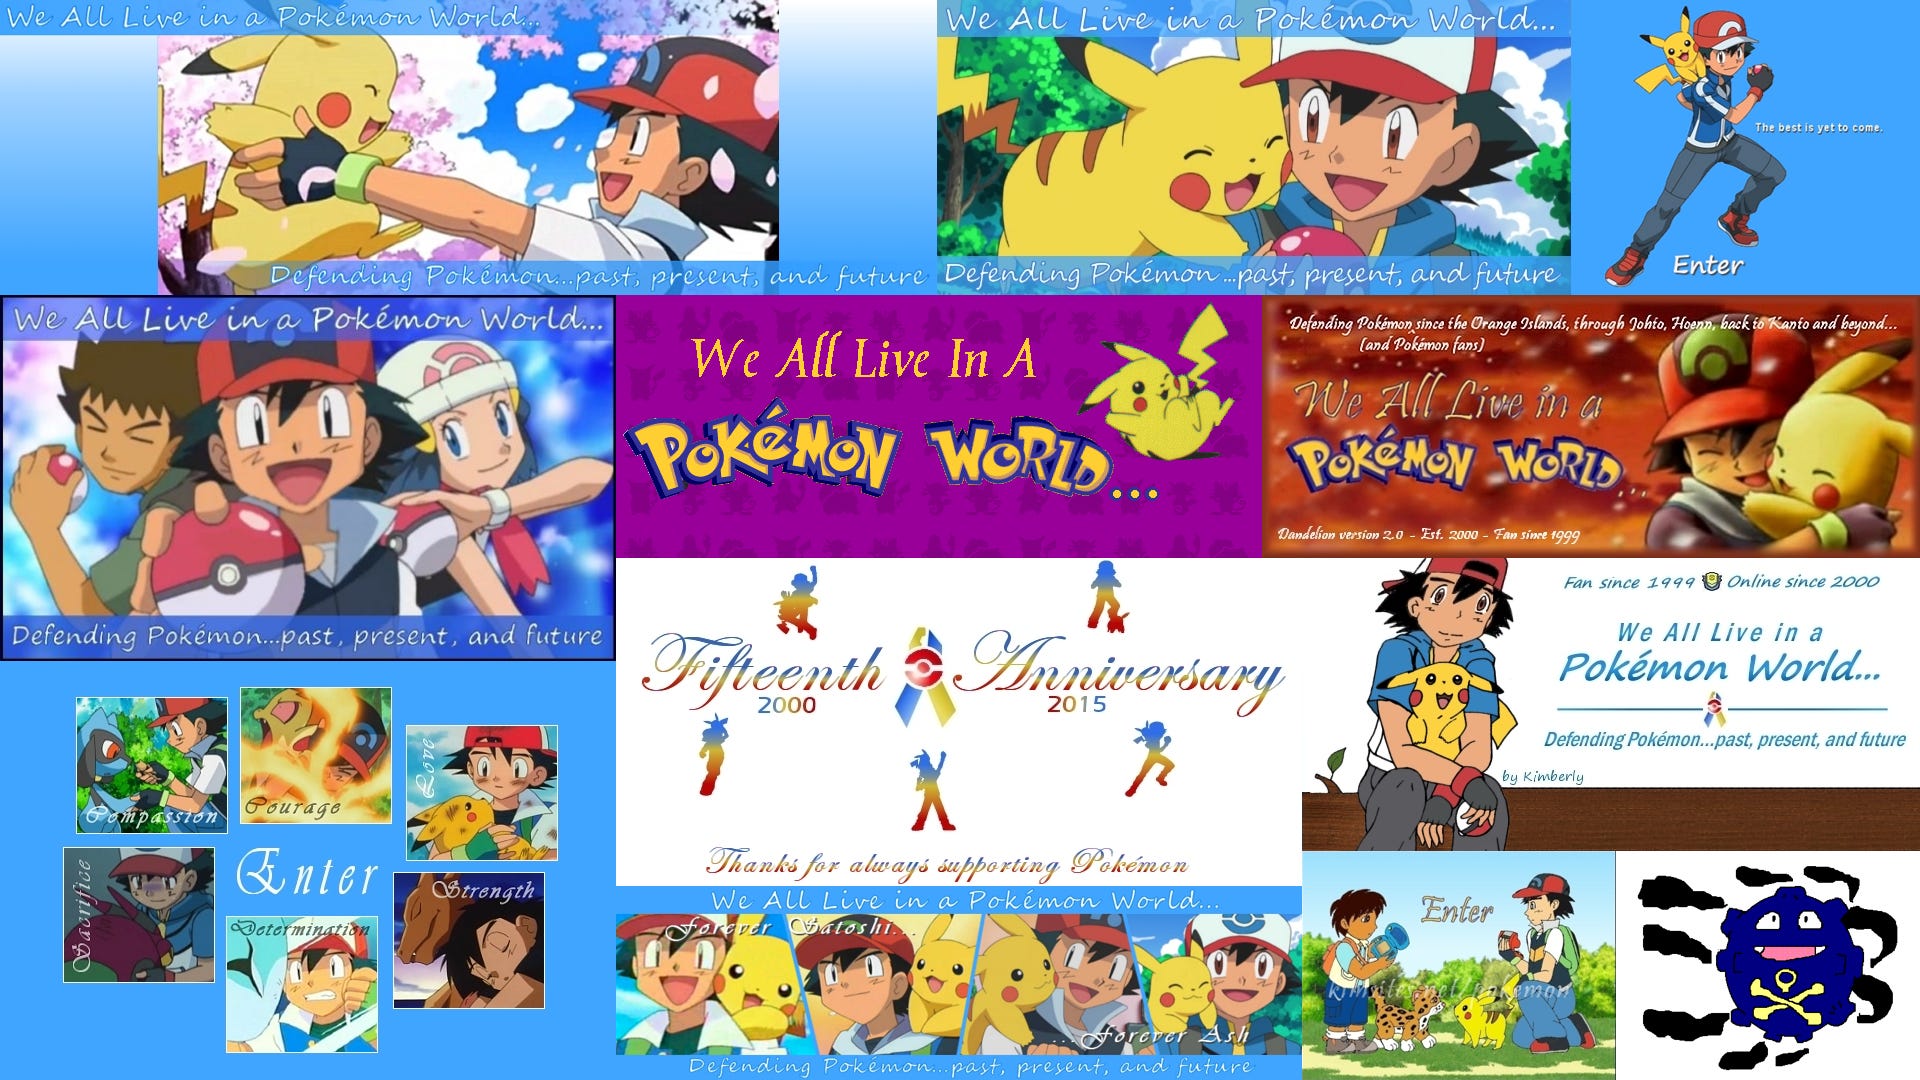 We All Live in a Pokémon World...
Defending Pokémon...past, present, and future
We All Live in a Pokémon World...
Defending Pokémon...past, present, and future
The best is yet to come.
Enter
We All Live in a Pokémon World...
Defending Pokémon...past, present, and future
We All Live In A
POKéMON WORLD...
Defending Pokémon since the Orange Islands, through Johto, Hoenn, back to Kanto and beyond...
(and Pokémon fans)
We All Live in a
POKéMON WORLD...
Dandelion version 2.0 - Est. 2000 - Fan since 1999
Fifteenth Anniversary
2000 2015
Thanks for always supporting Pokémon
Fan since 1999 Online since 2000
We All Live in a
Pokémon World...
Defending Pokémon...past, present, and future
by Kimberly
Compassion
Courage
Love
Sacrifice
Enter
Strength
Determination
We All Live in a Pokémon World...
Forever Satoshi...
...Forever Ash
Defending Pokémon...past, present, and future
Enter
kimsites.net/pokemon